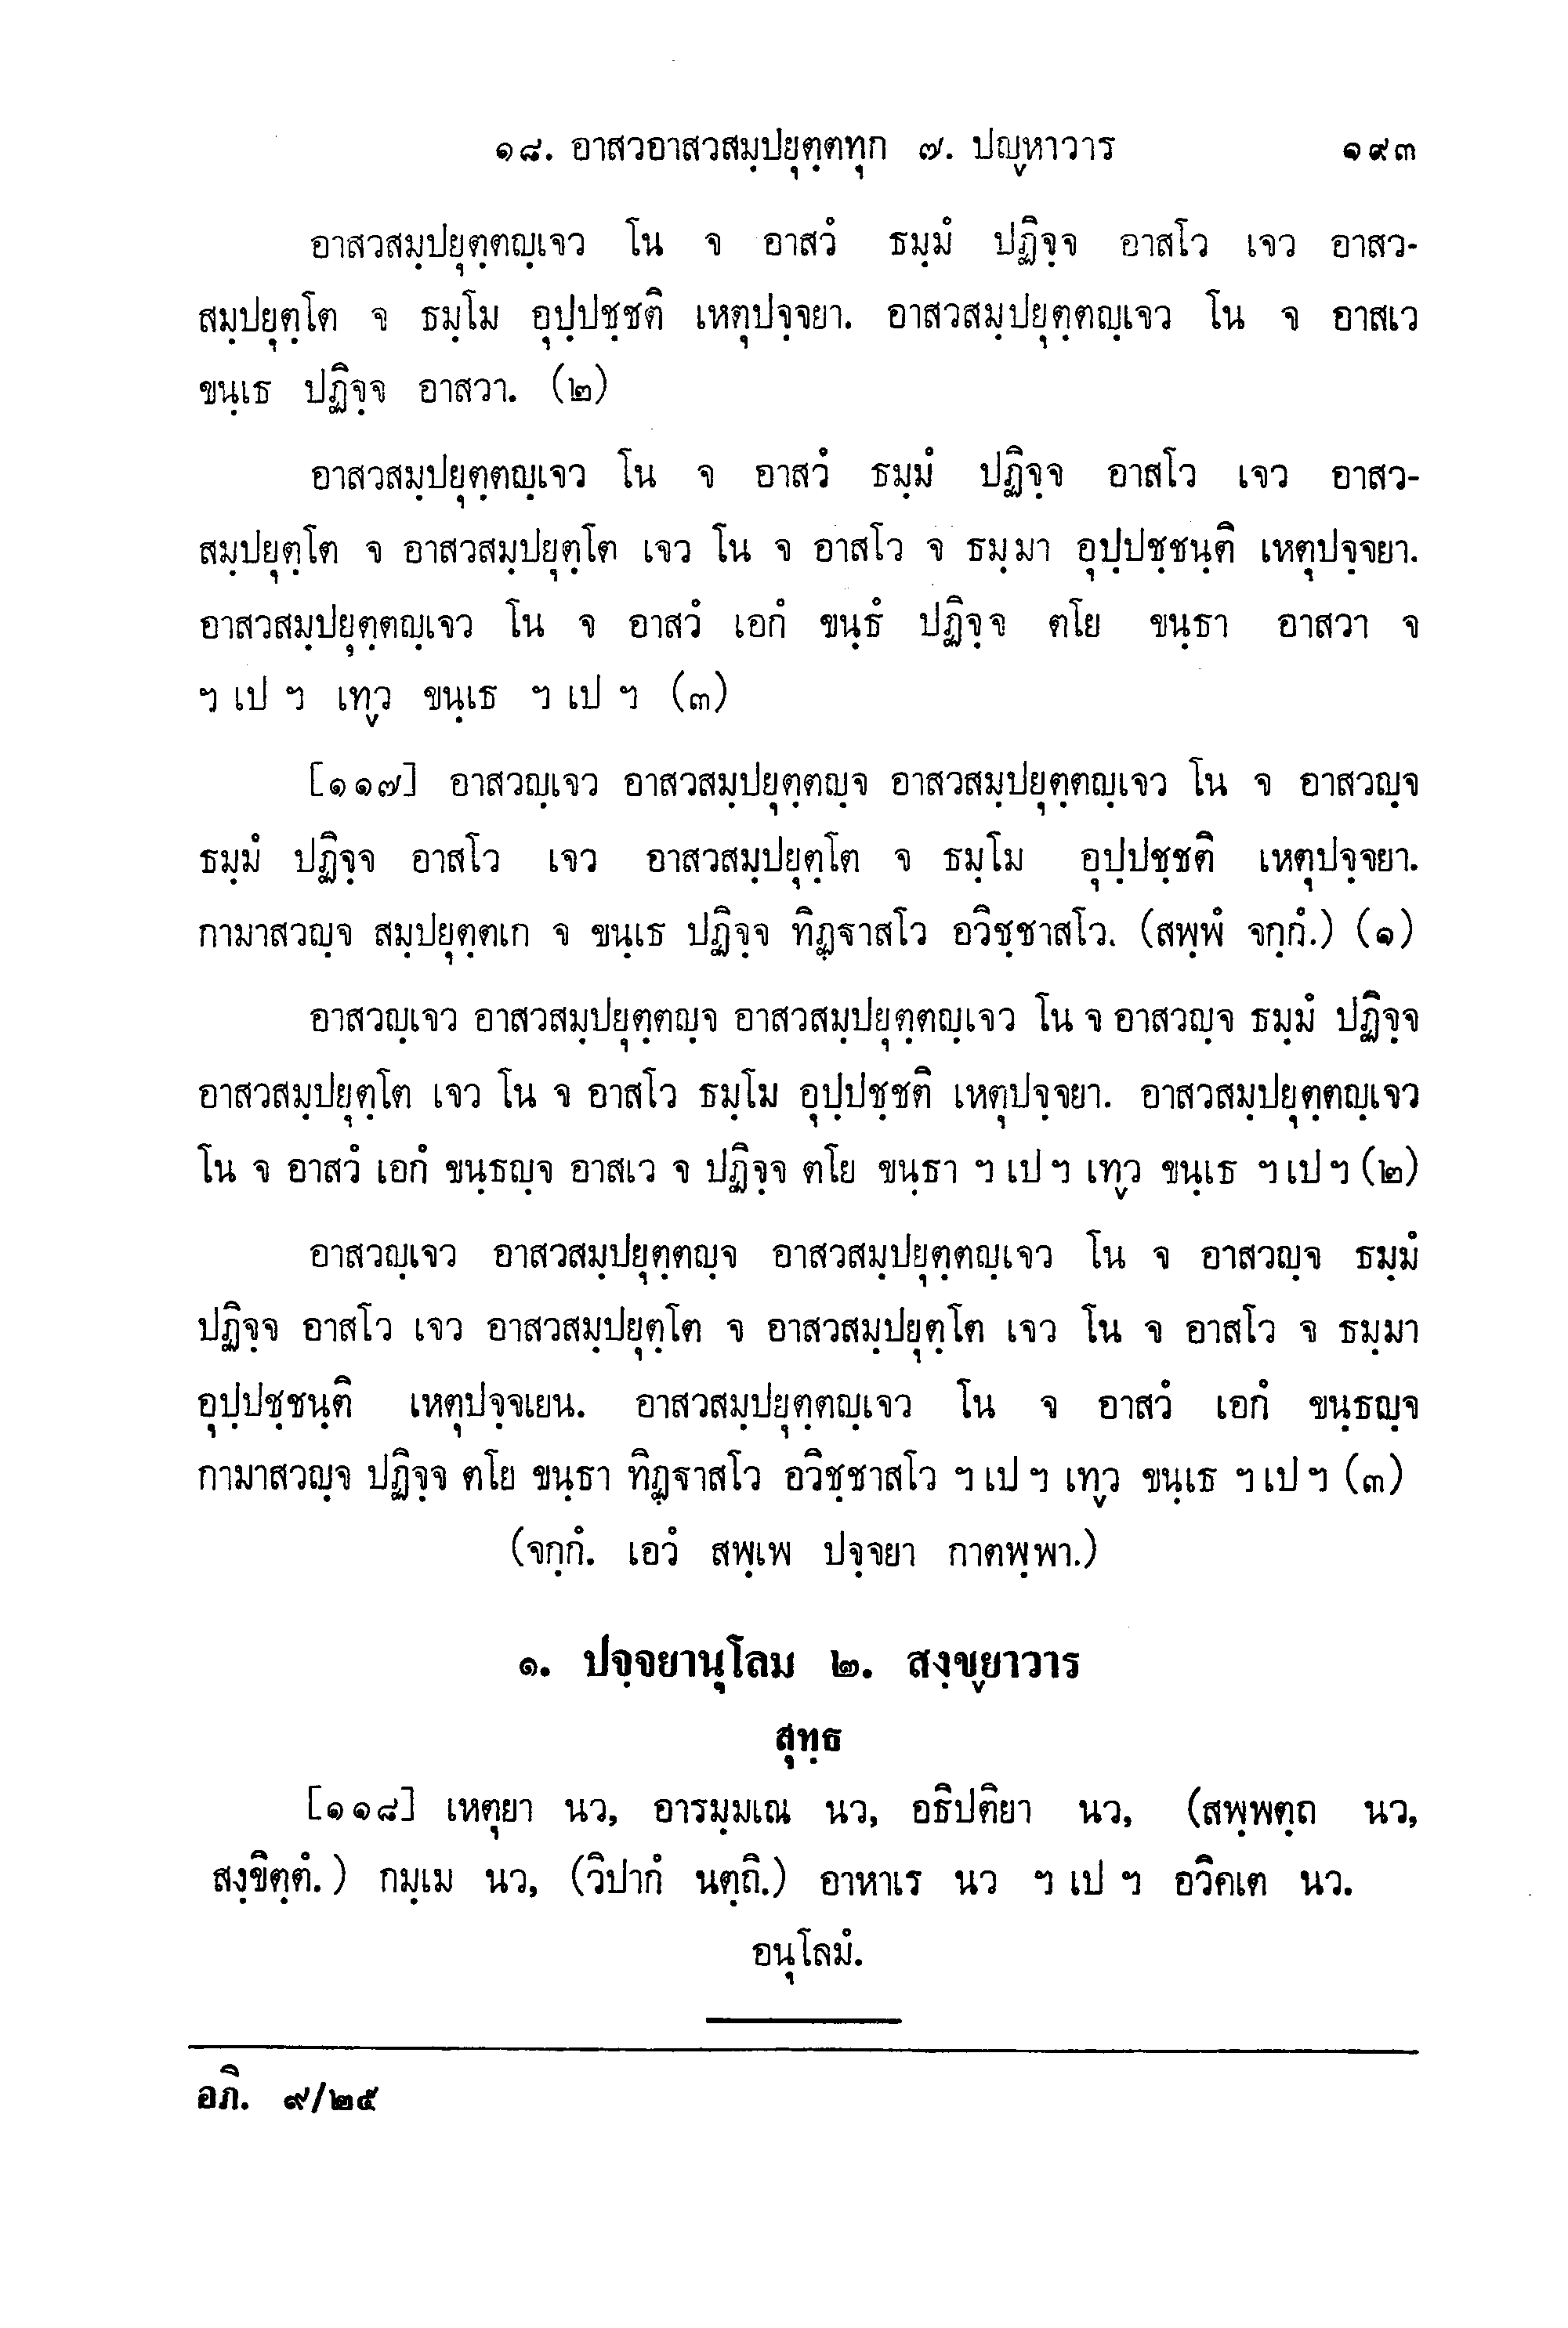 ๑๘. อาสวอาสวสมฺปยุตฺตทุก ๗. ปญฺหาวาร ๑๙๓
อาสวสมฺปยุตฺตญฺเจว โน จ อาสวํ ธมฺมํ ปฏิจฺจ อาสโว เจว อาสว-
สมฺปยุตฺโต จ ธมฺโม อุปฺปชฺชติ เหตุปจฺจยา. อาสวสมฺปยุตฺตญฺเจว โน จ อาสเว
ขนฺเธ ปฏิจฺจ อาสวา. (๒)
อาสวสมฺปยุตฺตญฺเจว โน จ อาสวํ ธมฺมํ ปฏิจฺจ อาสโว เจว อาสว-
สมฺปยุตฺโต จ อาสวสมฺปยุตฺโต เจว โน จ อาสโว จ ธมฺมา อุปฺปชฺชนฺติ เหตุปจฺจยา.
อาสวสมฺปยุตฺตญฺเจว โน จ อาสวํ เอกํ ขนฺธํ ปฏิจฺจ ตโย ขนฺธา อาสวา จ
ฯ เป ฯ เทฺว ขนฺเธ ฯ เป ฯ (๓)
[๑๑๗] อาสวญฺเจว อาสวสมฺปยุตฺตญฺจ อาสวสมฺปยุตฺตญฺเจว โน จ อาสวญฺจ
ธมฺมํ ปฏิจฺจ อาสโว เจว อาสวสมฺปยุตฺโต จ ธมฺโม อุปฺปชฺชติ เหตุปจฺจยา.
กามาสวญฺจ สมฺปยุตฺตเก จ ขนฺเธ ปฏิจฺจ ทิฏฺฐาสโว อวิชฺชาสโว. (สพฺพํ จกฺกํ.) (๑)
อาสวญฺเจว อาสวสมฺปยุตฺตญฺจ อาสวสมฺปยุตฺตญฺเจว โน จ อาสวญฺจ ธมฺมํ ปฏิจฺจ
อาสวสมฺปยุตฺโต เจว โน จ อาสโว ธมฺโม อุปฺปชฺชติ เหตุปจฺจยา. อาสวสมฺปยุตฺตญฺเจว
โน จ อาสวํ เอกํ ขนฺธญฺจ อาสเว จ ปฏิจฺจ ตโย ขนฺธา ฯ เป ฯ เทฺว ขนฺเธ ฯ เป ฯ (๒)
อาสวญฺเจว อาสวสมฺปยุตฺตญฺจ อาสวสมฺปยุตฺตญฺเจว โน จ อาสวญฺจ ธมฺมํ
ปฏิจฺจ อาสโว เจว อาสวสมฺปยุตฺโต จ อาสวสมฺปยุตฺโต เจว โน จ อาสโว จ ธมฺมา
อุปฺปชฺชนฺติ เหตุปจฺจเยน. อาสวสมฺปยุตฺตญฺเจว โน จ อาสวํ เอกํ ขนฺธญฺจ
กามาสวญฺจ ปฏิจฺจ ตโย ขนฺธา ทิฏฺฐาสโว อวิชฺชาสโว ฯ เป ฯ เทฺว ขนฺเธ ฯ เป ฯ (๓)
(จกฺกํ. เอวํ สพฺเพ ปจฺจยา กาตพฺพา.)
๑. ปจฺจยานุโลม ๒. สงฺขฺยาวาร
สุทฺธ
[๑๑๘] เหตุยา นว, อารมฺมเณ นว, อธิปติยา นว, (สพฺพตฺถ นว,
สงฺขิตฺตํ.) กมฺเม นว, (วิปากํ นตฺถิ.) อาหาเร นว ฯ เป ฯ อวิคเต นว.
อนุโลมํ.
อภิ. ๙/๒๕